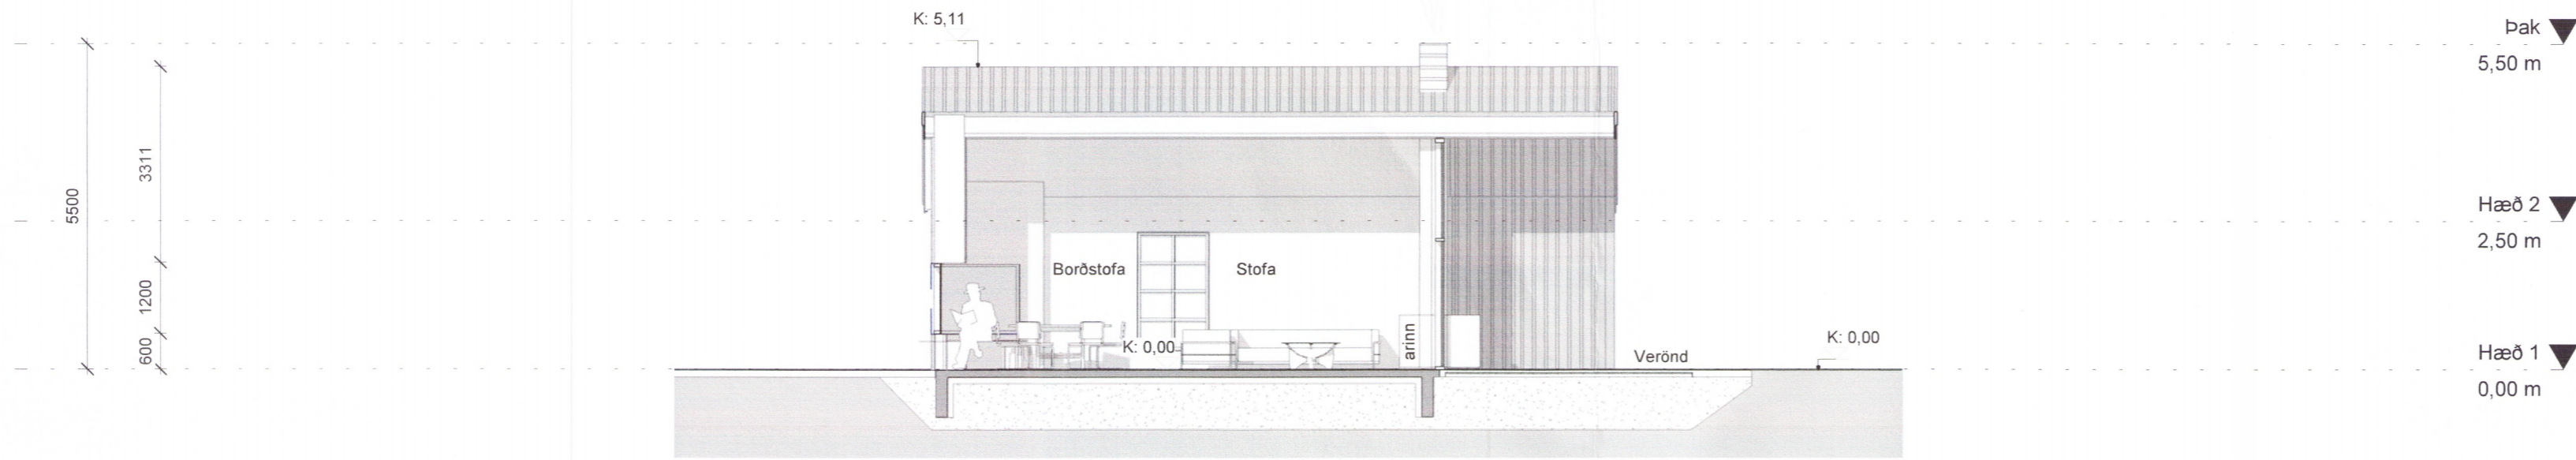 K: 5,11
Þak
5,50 m
3311
5500
Hæð 2
2,50 m
Borðstofa
Stofa
1200
arinn
K: 0,00
K: 0,00
600
Verönd
Hæð 1
0,00 m